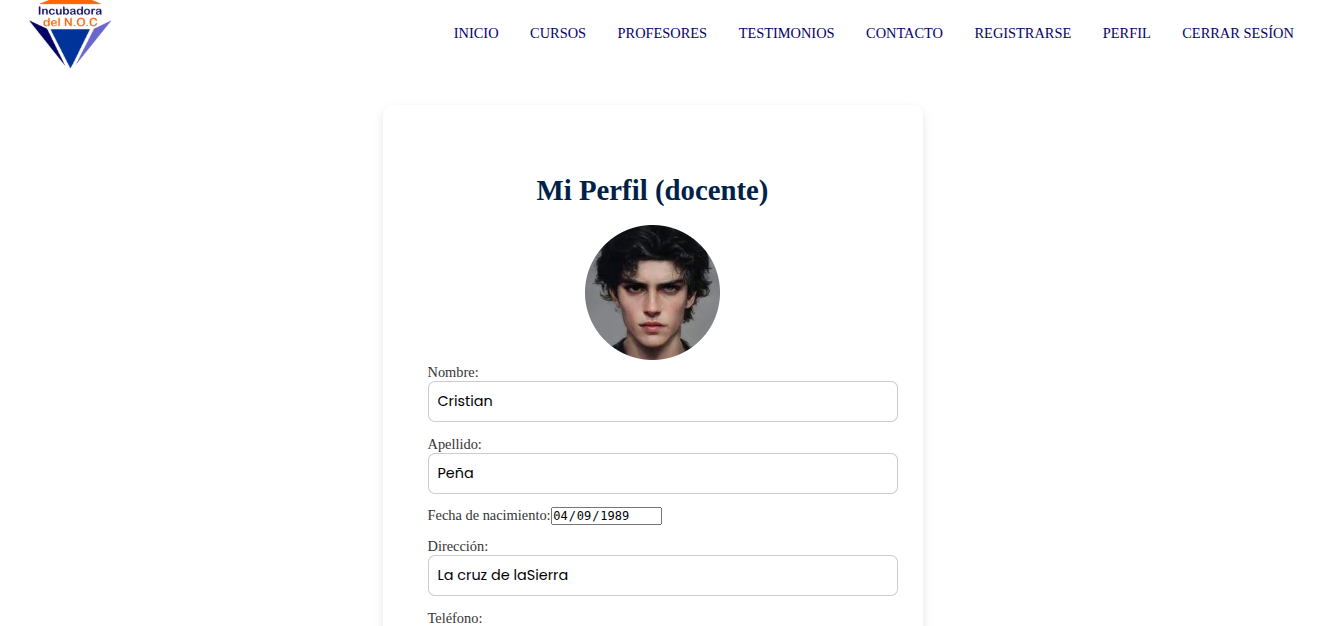 Incubadora
del N.O.C
INICIO CURSOS PROFESORES TESTIMONIOS CONTACTO REGISTRARSE PERFIL CERRAR SESÍON
Mi Perfil (docente)
Nombre:
Cristian
Apellido:
Peña
Fecha de nacimiento: 04/09/1989
Dirección:
La cruz de laSierra
Teléfono: